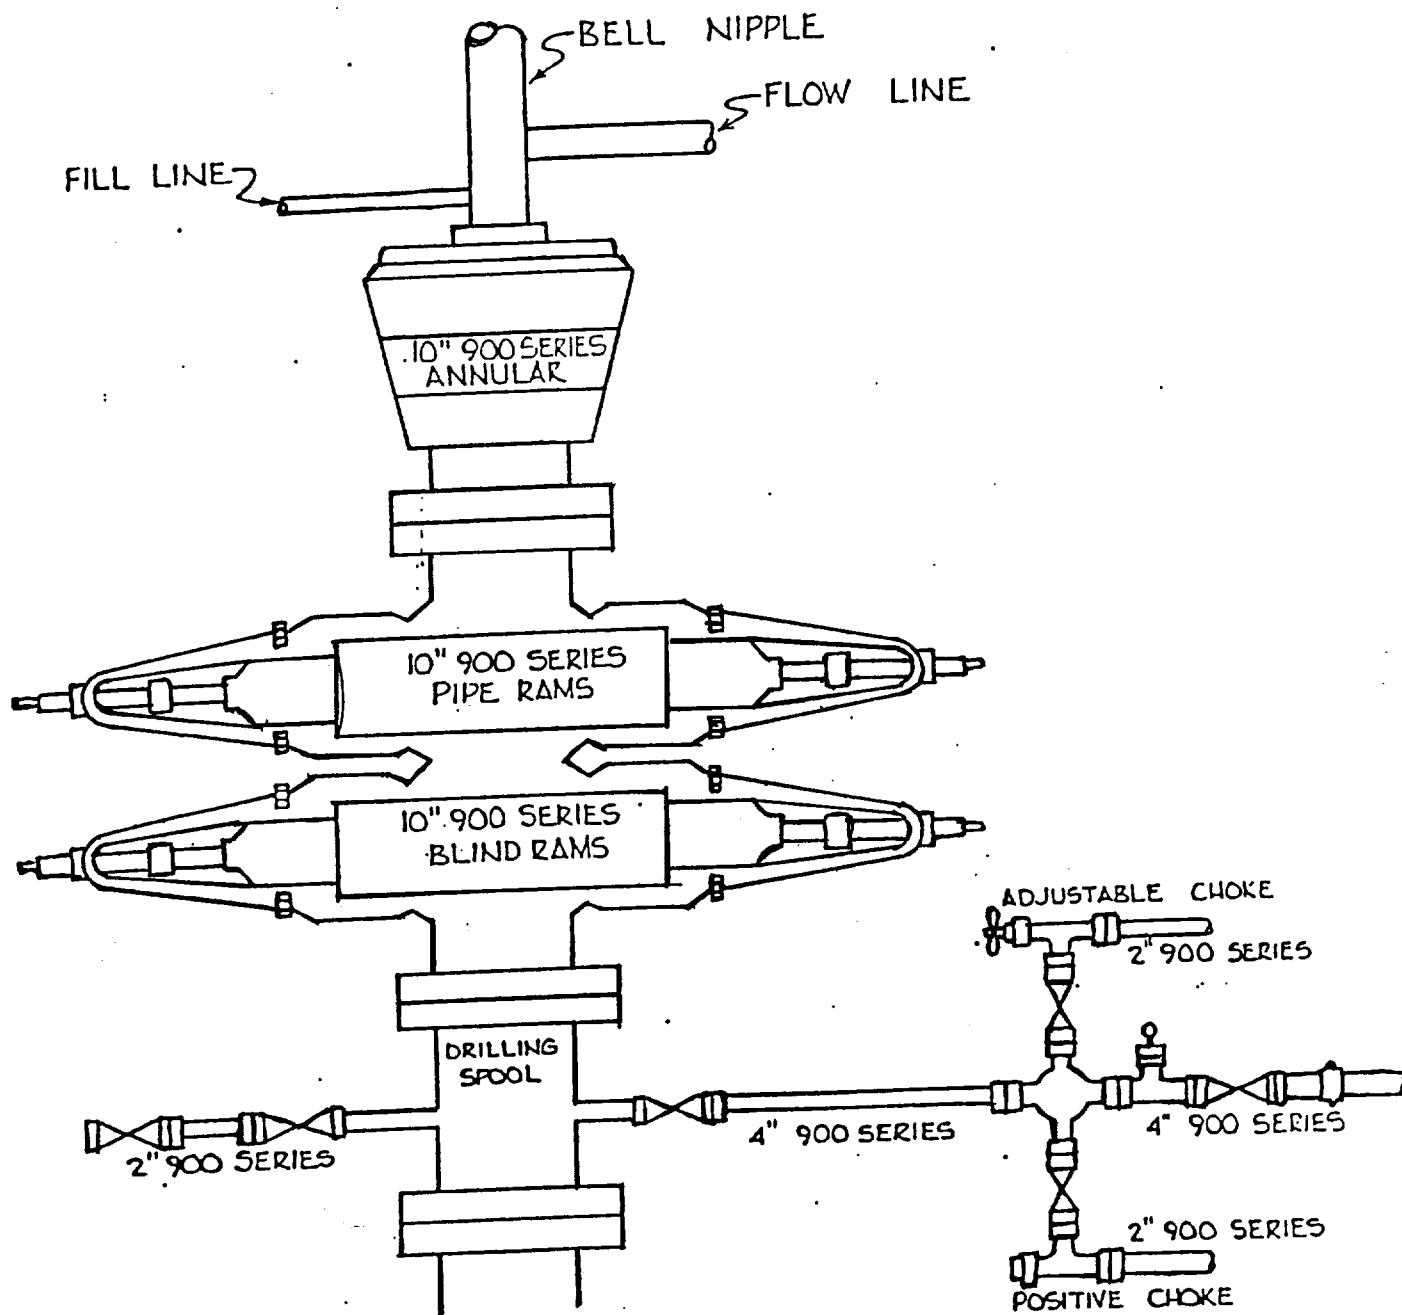 BELL NIPPLE
FLOW LINE
FILL LINE
10" 900 SERIES
ANNULAR
10" 900 SERIES
PIPE RAMS
10" 900 SERIES
BLIND RAMS
ADJUSTABLE CHOKE
2" 900 SERIES
DRILLING
SPOOL
4" 900 SERIES
4" 900 SERIES
2" 900 SERIES
2" 900 SERIES
POSITIVE CHOKE